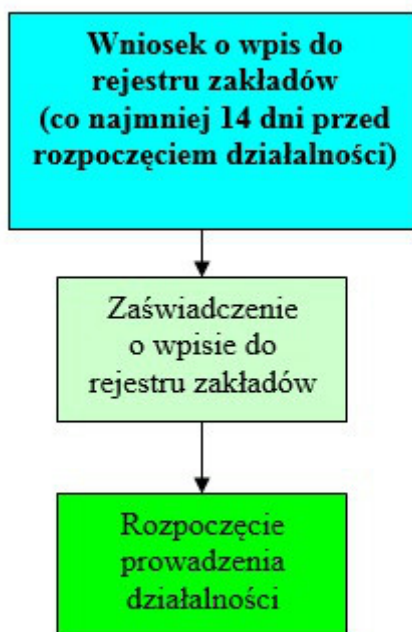 Wniosek o wpis do
rejestru zakładów
(co najmniej 14 dni przed
rozpoczęciem działalności)
Zaświadczenie
o wpisie do
rejestru zakładów
Rozpoczęcie
prowadzenia
działalności